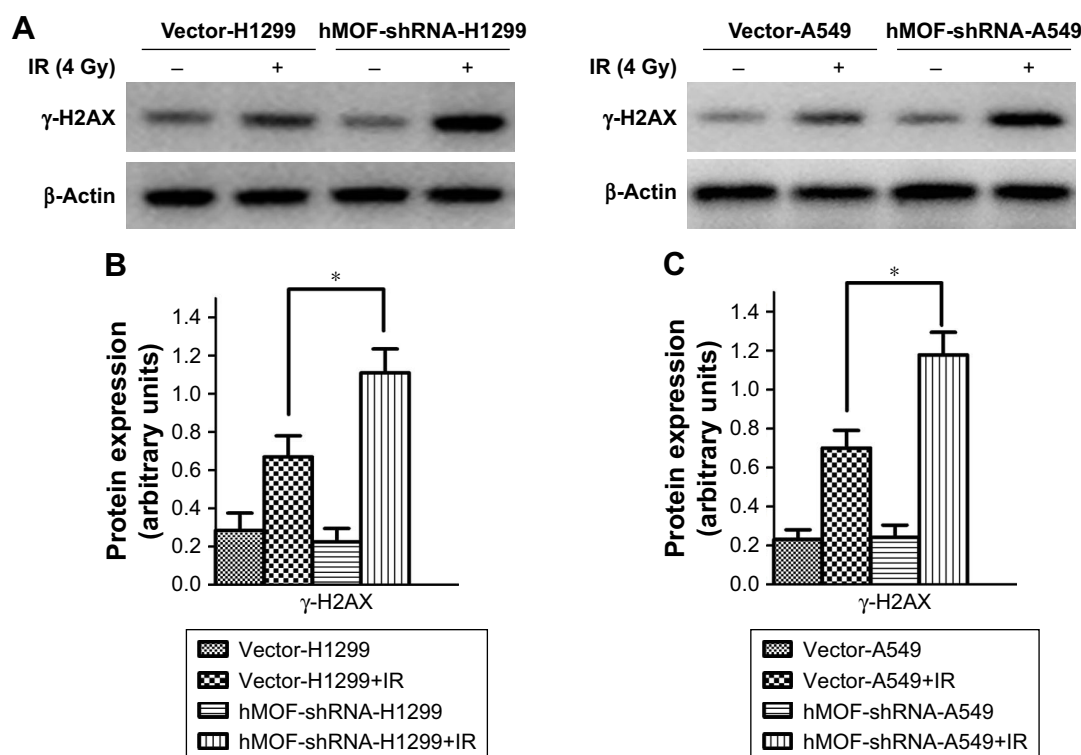 A
Vector-H1299 hMOF-shRNA-H1299
IR (4 Gy) – + – +
γ-H2AX
β-Actin
Vector-A549 hMOF-shRNA-A549
– + – +
γ-H2AX
β-Actin
B
*
Protein expression
(arbitrary units)
1.4
1.2
1.0
0.8
0.6
0.4
0.2
0.0
γ-H2AX
Vector-H1299
Vector-H1299+IR
hMOF-shRNA-H1299
hMOF-shRNA-H1299+IR
C
*
Protein expression
(arbitrary units)
1.4
1.2
1.0
0.8
0.6
0.4
0.2
0.0
γ-H2AX
Vector-A549
Vector-A549+IR
hMOF-shRNA-A549
hMOF-shRNA-A549+IR